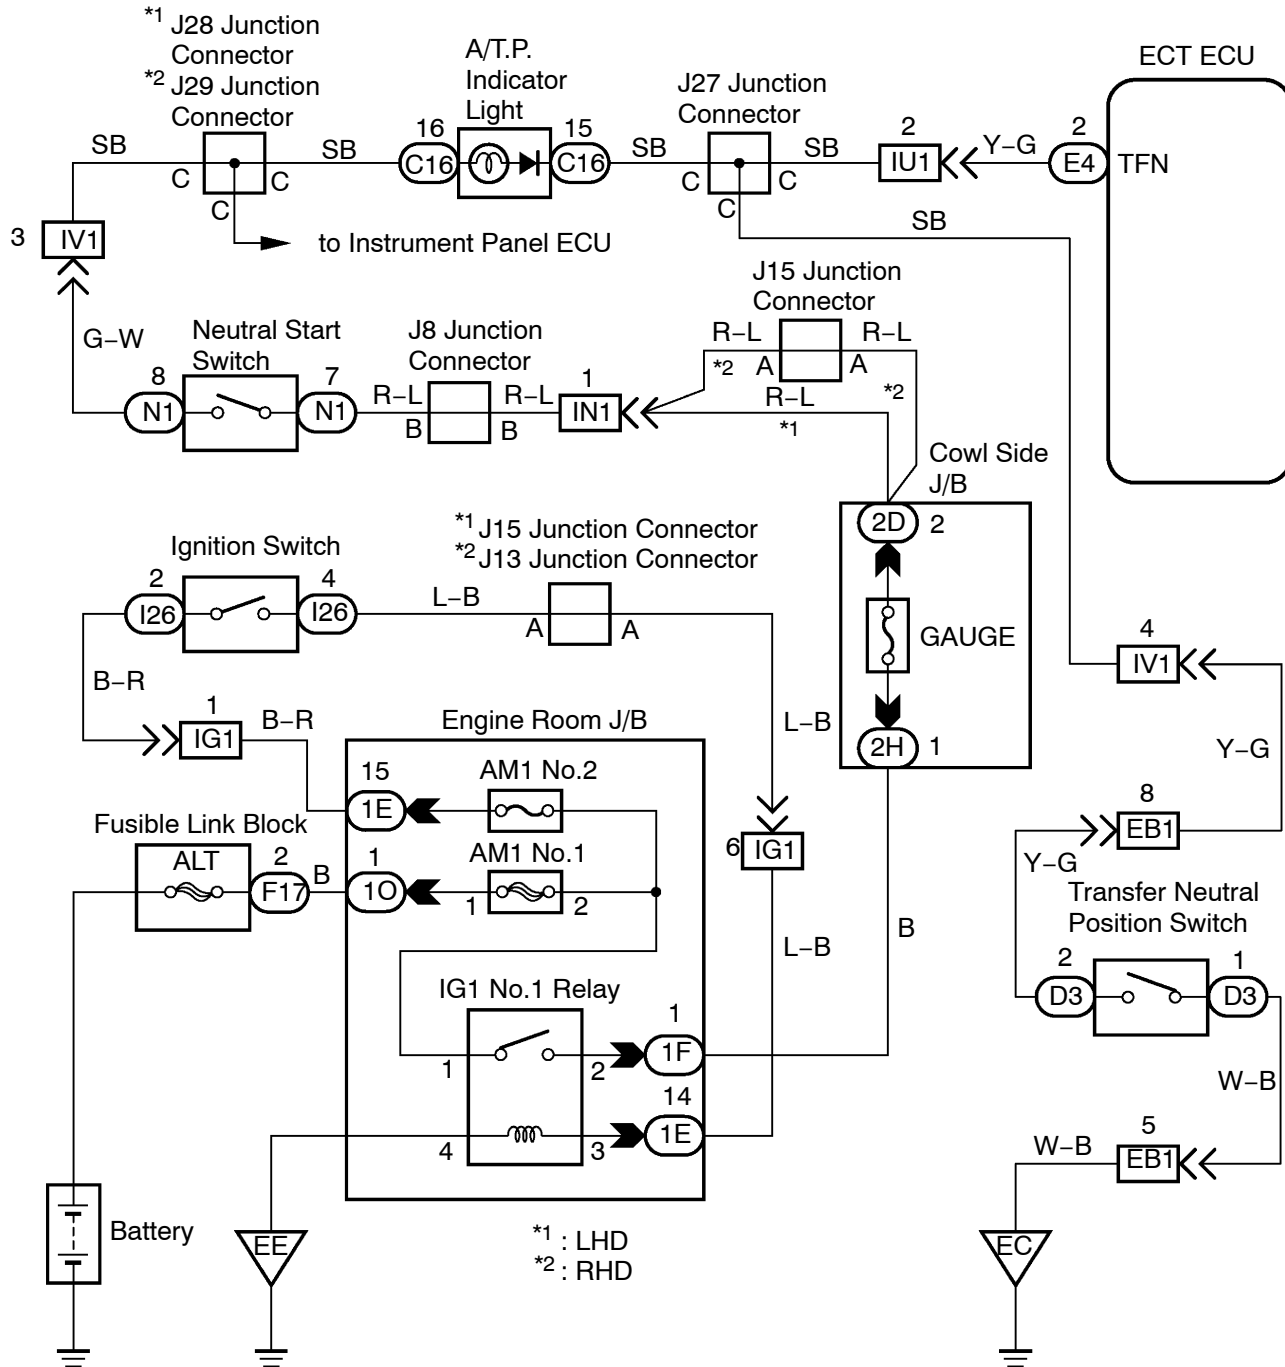 *1 J28 Junction
Connector
*2 J29 Junction
Connector
A/T.P.
Indicator
Light
J27 Junction
Connector
ECT ECU
SB
SB
16
C16
15
C16
SB
SB
2
IU1
Y–G
2
E4
TFN
C
C
C
C
C
C
SB
3
IV1
to Instrument Panel ECU
J15 Junction
Connector
R–L
R–L
*2
A
A
*2
R–L
*1
G–W
Neutral Start
Switch
J8 Junction
Connector
8
N1
7
N1
R–L
R–L
B
B
1
IN1
Cowl Side
J/B
2D
2
GAUGE
2H
1
*1 J15 Junction Connector
*2 J13 Junction Connector
Ignition Switch
2
I26
4
I26
L–B
A
A
B–R
1
IG1
B–R
L–B
4
IV1
Y–G
Engine Room J/B
15
1E
AM1 No.2
Fusible Link Block
ALT
2
F17
B
1
1O
AM1 No.1
1
2
6
IG1
8
EB1
Y–G
Transfer Neutral
Position Switch
2
D3
1
D3
L–B
B
IG1 No.1 Relay
1
2
1
1F
4
3
14
1E
W–B
W–B
5
EB1
Battery
EE
EC
*1 : LHD
*2 : RHD